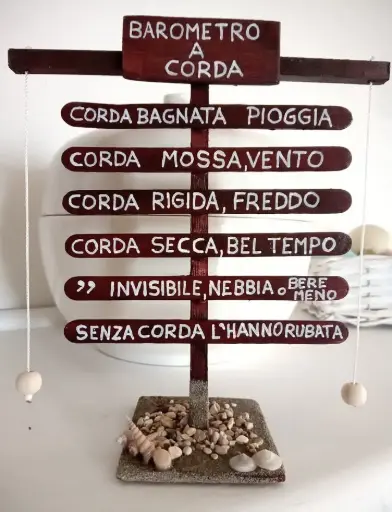 BAROMETRO
A
CORDA
CORDA BAGNATA PIOGGIA
CORDA MOSSA, VENTO
CORDA RIGIDA, FREDDO
CORDA SECCA, BEL TEMPO
” INVISIBILE, NEBBIA o BERE MENO
SENZA CORDA L'HANNO RUBATA